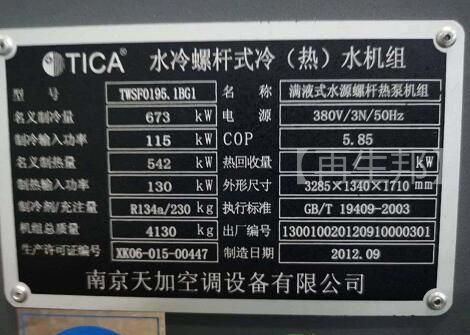 TICA® 水冷螺杆式冷（热）水机组
型 号 TWSF0195.1BG1 名 称 满液式水源螺杆热泵机组
名义制冷量 673 kW 电 源 380V/3N/50Hz
制冷输入功率 115 kW COP 5.85
名义制热量 542 kW 热回收量 / kW
制热输入功率 130 kW 外形尺寸 3285×1340×1710 mm
制冷剂/充注量 R134a/230 kg 执行标准 GB/T 19409-2003
机组总质量 4130 kg 出厂编号 130010020120910000301
生产许可证编号 XK06-015-00447 制造日期 2012.09
南京天加空调设备有限公司
【再生邦】